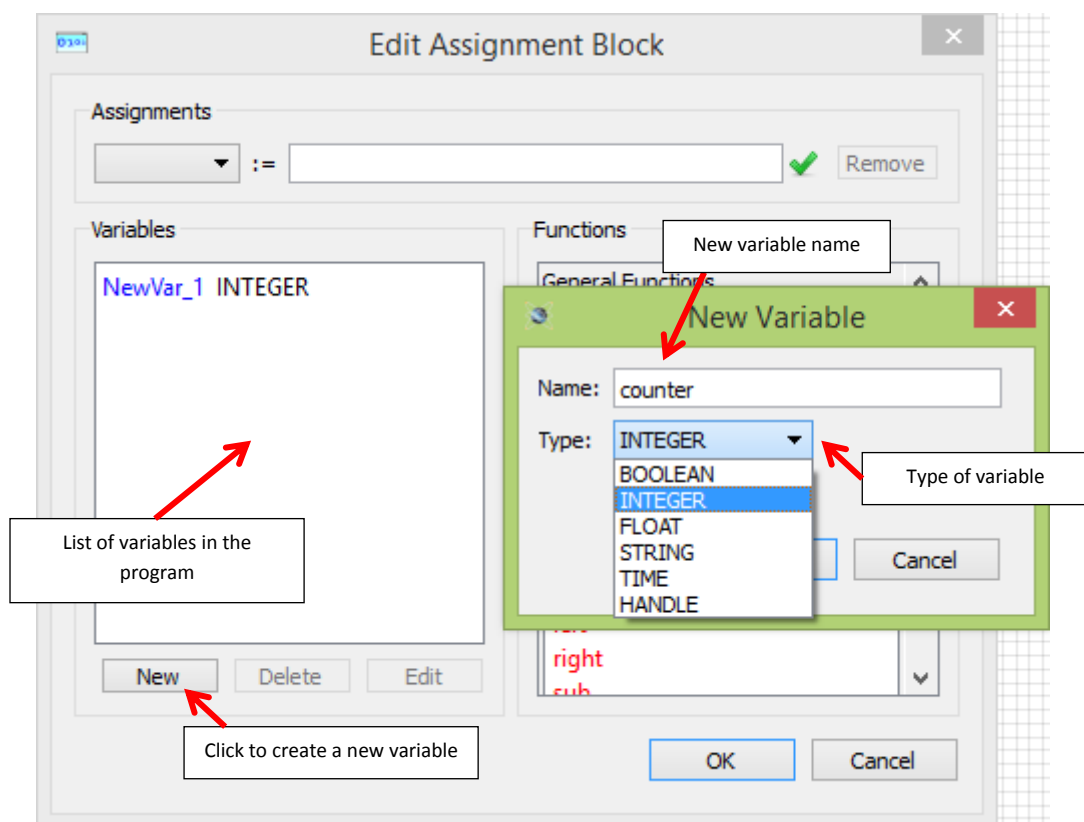 Edit Assignment Block
Assignments
:=
Remove
Variables
Functions
New variable name
NewVar_1 INTEGER
General Functions
New Variable
Name: counter
Type: INTEGER
BOOLEAN
INTEGER
FLOAT
STRING
TIME
HANDLE
Type of variable
Cancel
List of variables in the
program
right
sub
New
Delete
Edit
Click to create a new variable
OK
Cancel